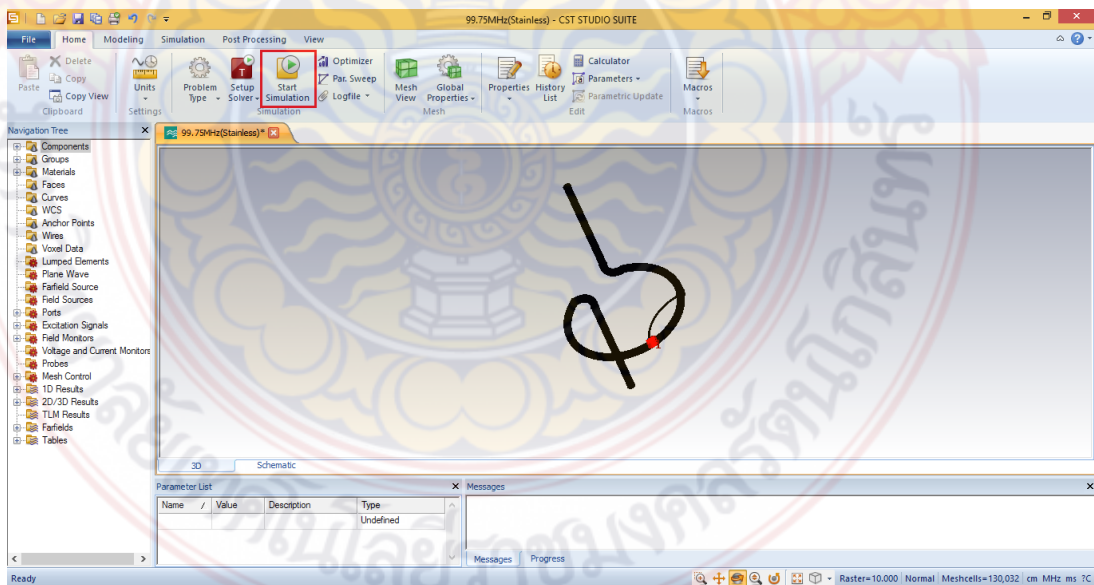 99.75MHz(Stainless) - CST STUDIO SUITE
File Home Modeling Simulation Post Processing View
Paste
Delete
Copy
Copy View
Clipboard
Units
Settings
Problem Type
Setup Solver
Start Simulation
Optimizer
Par. Sweep
Logfile
Simulation
Mesh View
Global Properties
Mesh
Properties
History List
Calculator
Parameters
Parametric Update
Edit
Macros
Macros
Navigation Tree
99.75MHz(Stainless)*
Components
Groups
Materials
Faces
Curves
WCS
Anchor Points
Wires
Voxel Data
Lumped Elements
Plane Wave
Farfield Source
Field Sources
Ports
Excitation Signals
Field Monitors
Voltage and Current Monitors
Probes
Mesh Control
1D Results
2D/3D Results
TLM Results
Farfields
Tables
1
3D Schematic
Parameter List
Name / Value Description Type
Undefined
Messages
Messages Progress
Ready
Raster=10.000 Normal Meshcells=130,032 cm MHz ms ?C